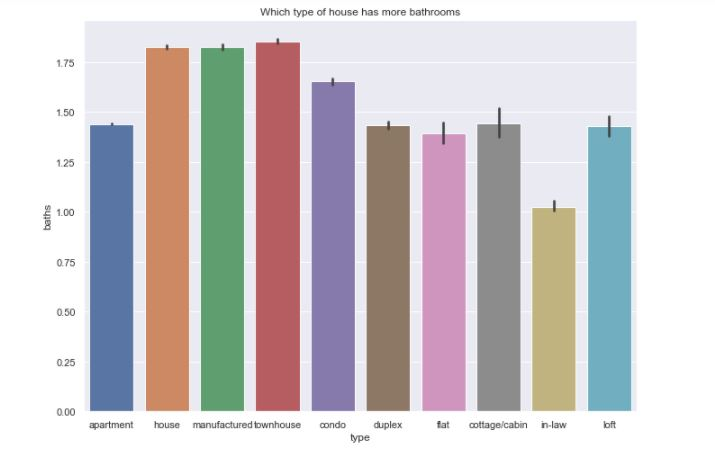 Which type of house has more bathrooms
baths
1.75
1.50
1.25
1.00
0.75
0.50
0.25
0.00
apartment house manufactured townhouse condo duplex flat cottage/cabin in-law loft
type